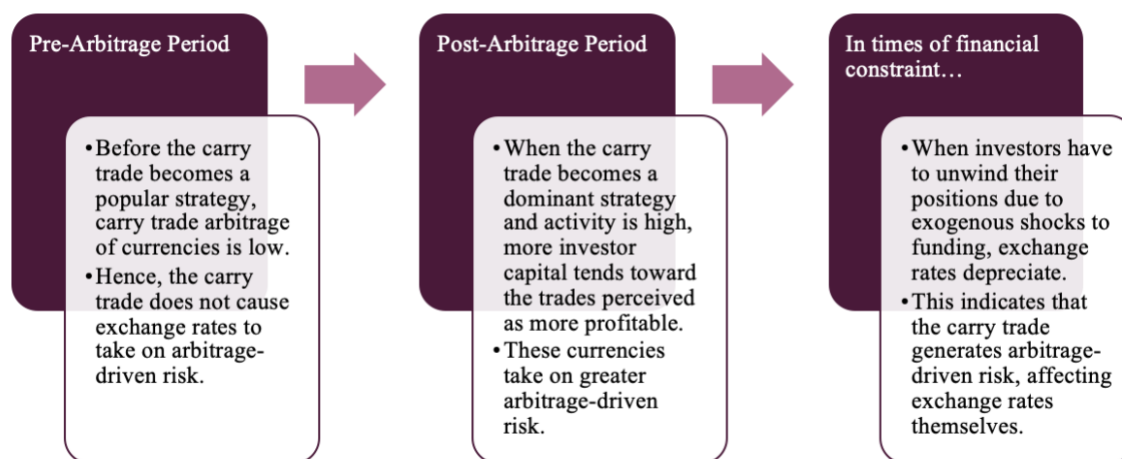 Pre-Arbitrage Period
•Before the carry
trade becomes a
popular strategy,
carry trade arbitrage
of currencies is low.
•Hence, the carry
trade does not cause
exchange rates to
take on arbitrage-
driven risk.
Post-Arbitrage Period
•When the carry
trade becomes a
dominant strategy
and activity is high,
more investor
capital tends toward
the trades perceived
as more profitable.
•These currencies
take on greater
arbitrage-driven
risk.
In times of financial
constraint…
•When investors have
to unwind their
positions due to
exogenous shocks to
funding, exchange
rates depreciate.
•This indicates that
the carry trade
generates arbitrage-
driven risk, affecting
exchange rates
themselves.